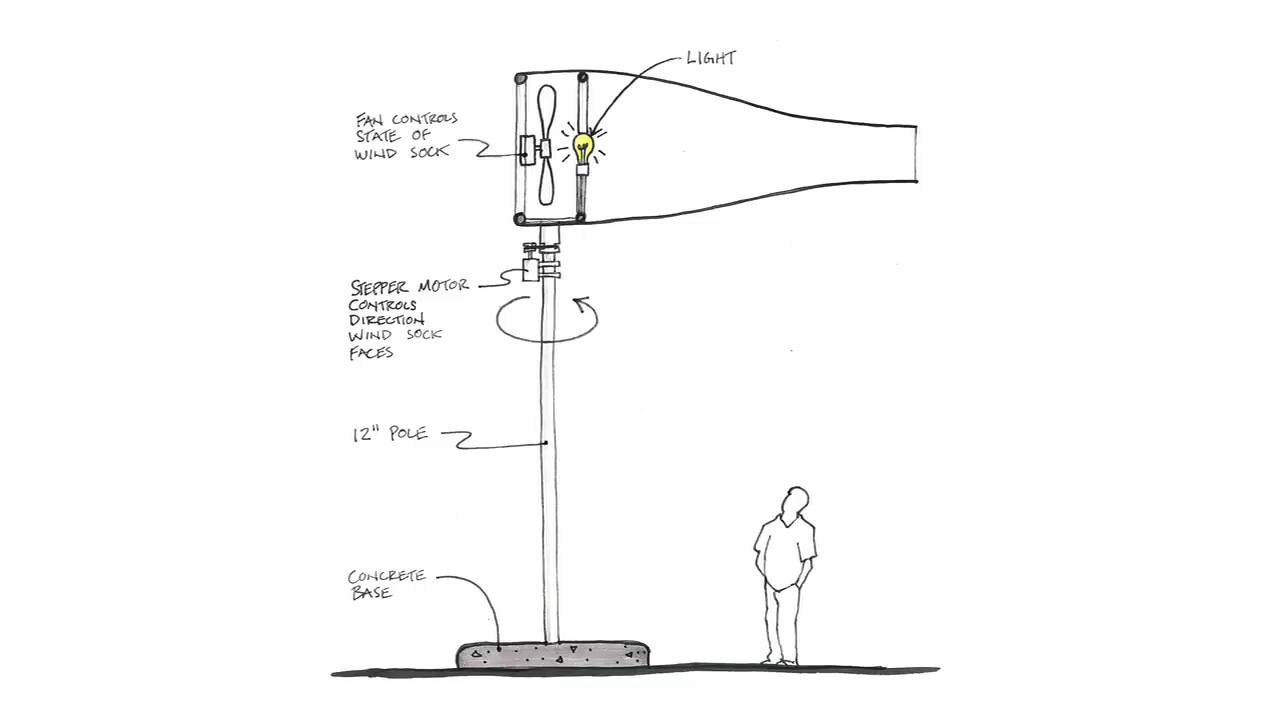 LIGHT
FAN CONTROLS
STATE OF
WIND SOCK
STEPPER MOTOR
CONTROLS
DIRECTION
WIND SOCK
FACES
12" POLE
CONCRETE
BASE